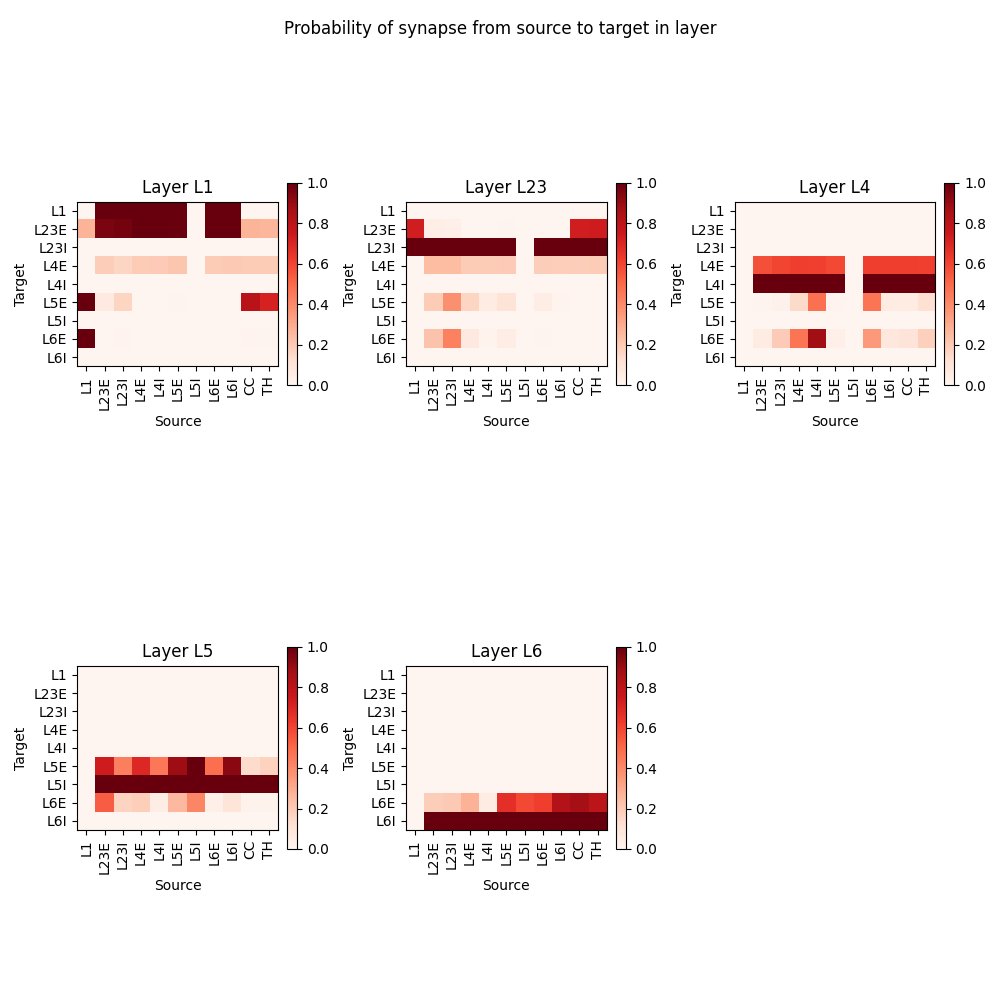 Probability of synapse from source to target in layer
Layer L1
Target
L1
L23E
L23I
L4E
L4I
L5E
L5I
L6E
L6I
L1
L23E
L23I
L4E
L4I
L5E
L5I
L6E
L6I
CC
TH
Source
1.0
0.8
0.6
0.4
0.2
0.0
Layer L23
Target
L1
L23E
L23I
L4E
L4I
L5E
L5I
L6E
L6I
L1
L23E
L23I
L4E
L4I
L5E
L5I
L6E
L6I
CC
TH
Source
1.0
0.8
0.6
0.4
0.2
0.0
Layer L4
Target
L1
L23E
L23I
L4E
L4I
L5E
L5I
L6E
L6I
L1
L23E
L23I
L4E
L4I
L5E
L5I
L6E
L6I
CC
TH
Source
1.0
0.8
0.6
0.4
0.2
0.0
Layer L5
Target
L1
L23E
L23I
L4E
L4I
L5E
L5I
L6E
L6I
L1
L23E
L23I
L4E
L4I
L5E
L5I
L6E
L6I
CC
TH
Source
1.0
0.8
0.6
0.4
0.2
0.0
Layer L6
Target
L1
L23E
L23I
L4E
L4I
L5E
L5I
L6E
L6I
L1
L23E
L23I
L4E
L4I
L5E
L5I
L6E
L6I
CC
TH
Source
1.0
0.8
0.6
0.4
0.2
0.0